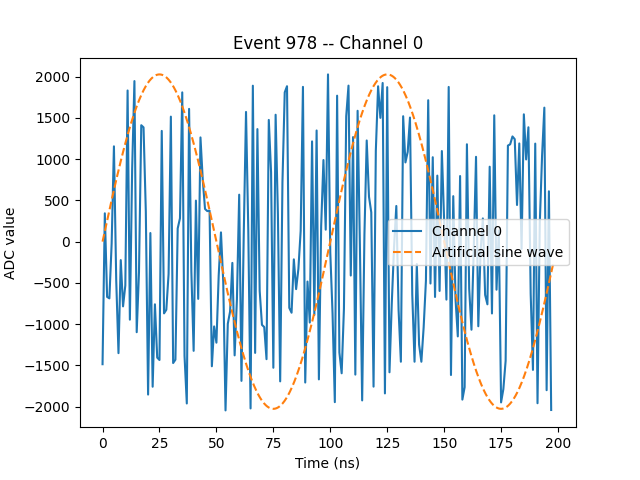 Event 978 -- Channel 0
2000
1500
1000
500
0
−500
−1000
−1500
−2000
ADC value
Channel 0
Artificial sine wave
0 25 50 75 100 125 150 175 200
Time (ns)